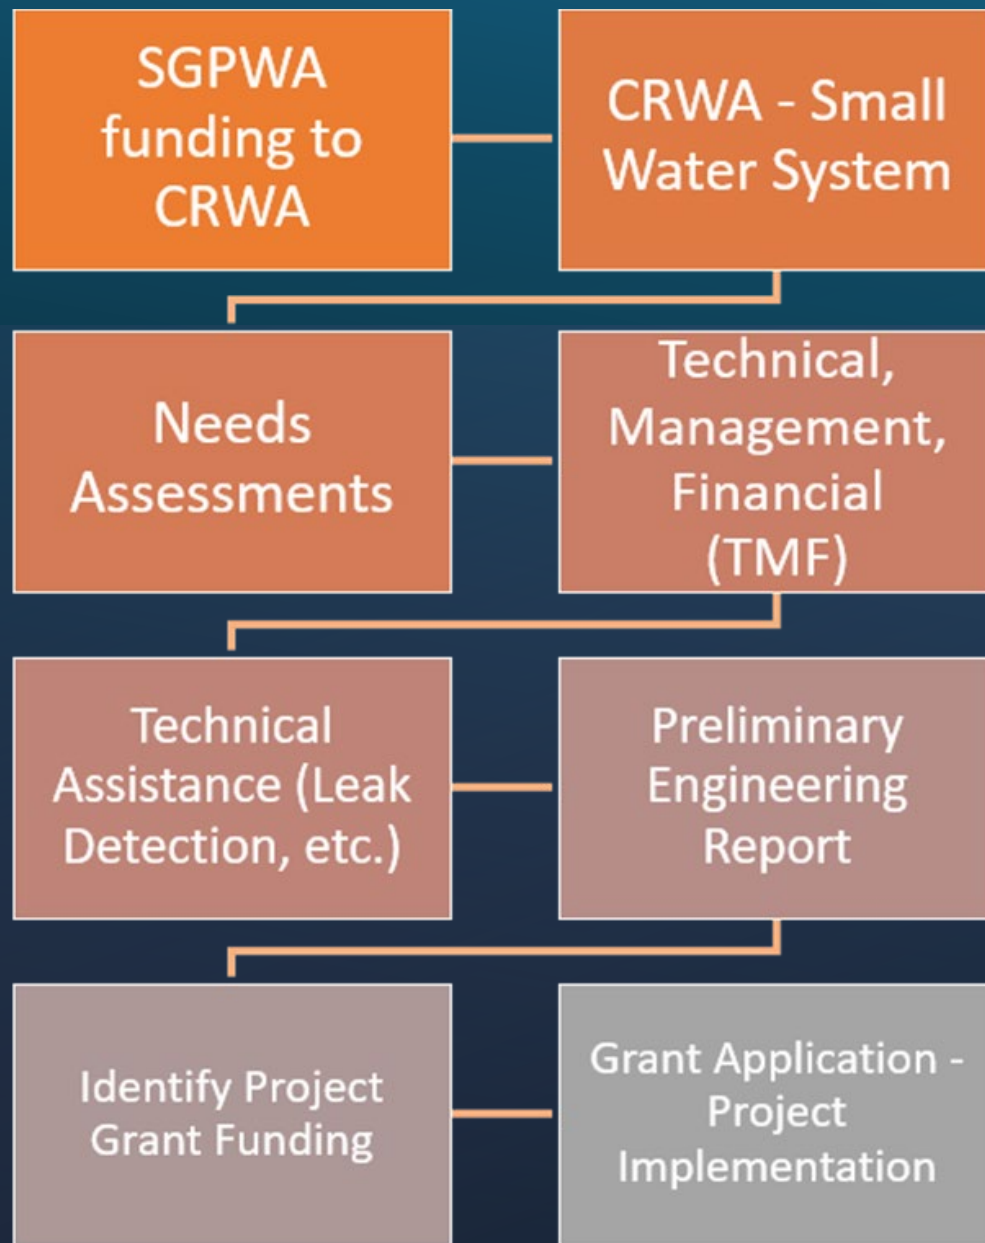 SGPWA
funding to
CRWA
CRWA - Small
Water System
Needs
Assessments
Technical,
Management,
Financial
(TMF)
Technical
Assistance (Leak
Detection, etc.)
Preliminary
Engineering
Report
Identify Project
Grant Funding
Grant Application -
Project
Implementation